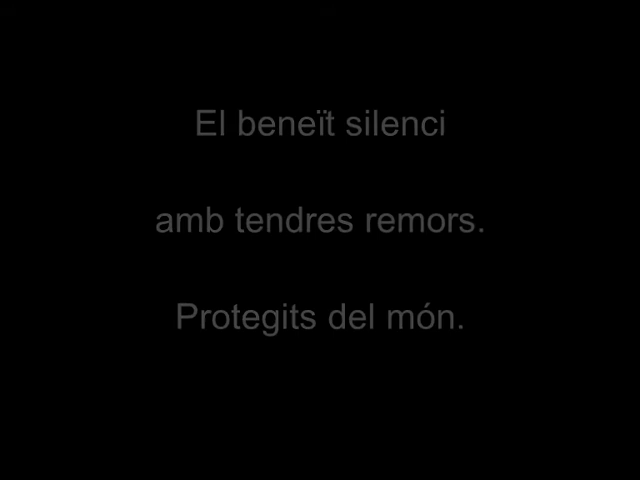 El beneït silenci
amb tendres remors.
Protegits del món.